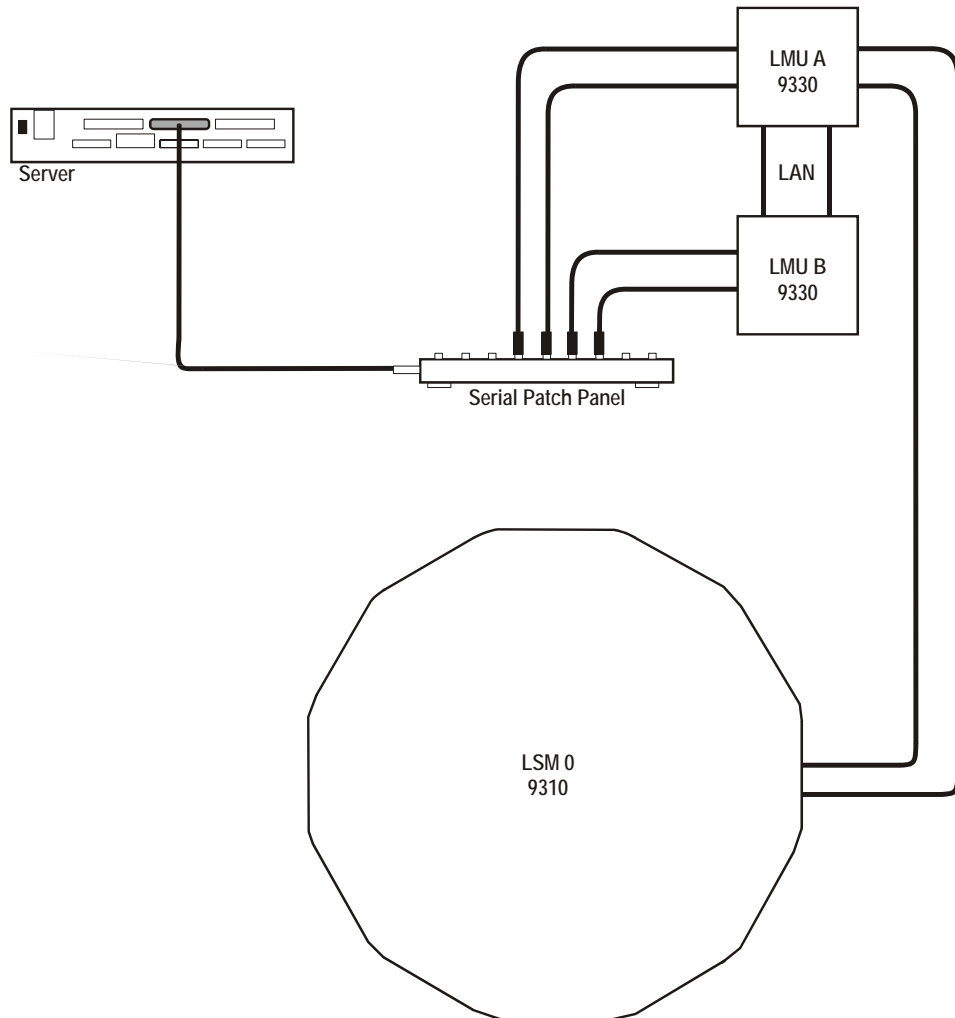 LMU A
9330
Server
LAN
LMU B
9330
Serial Patch Panel
LSM 0
9310